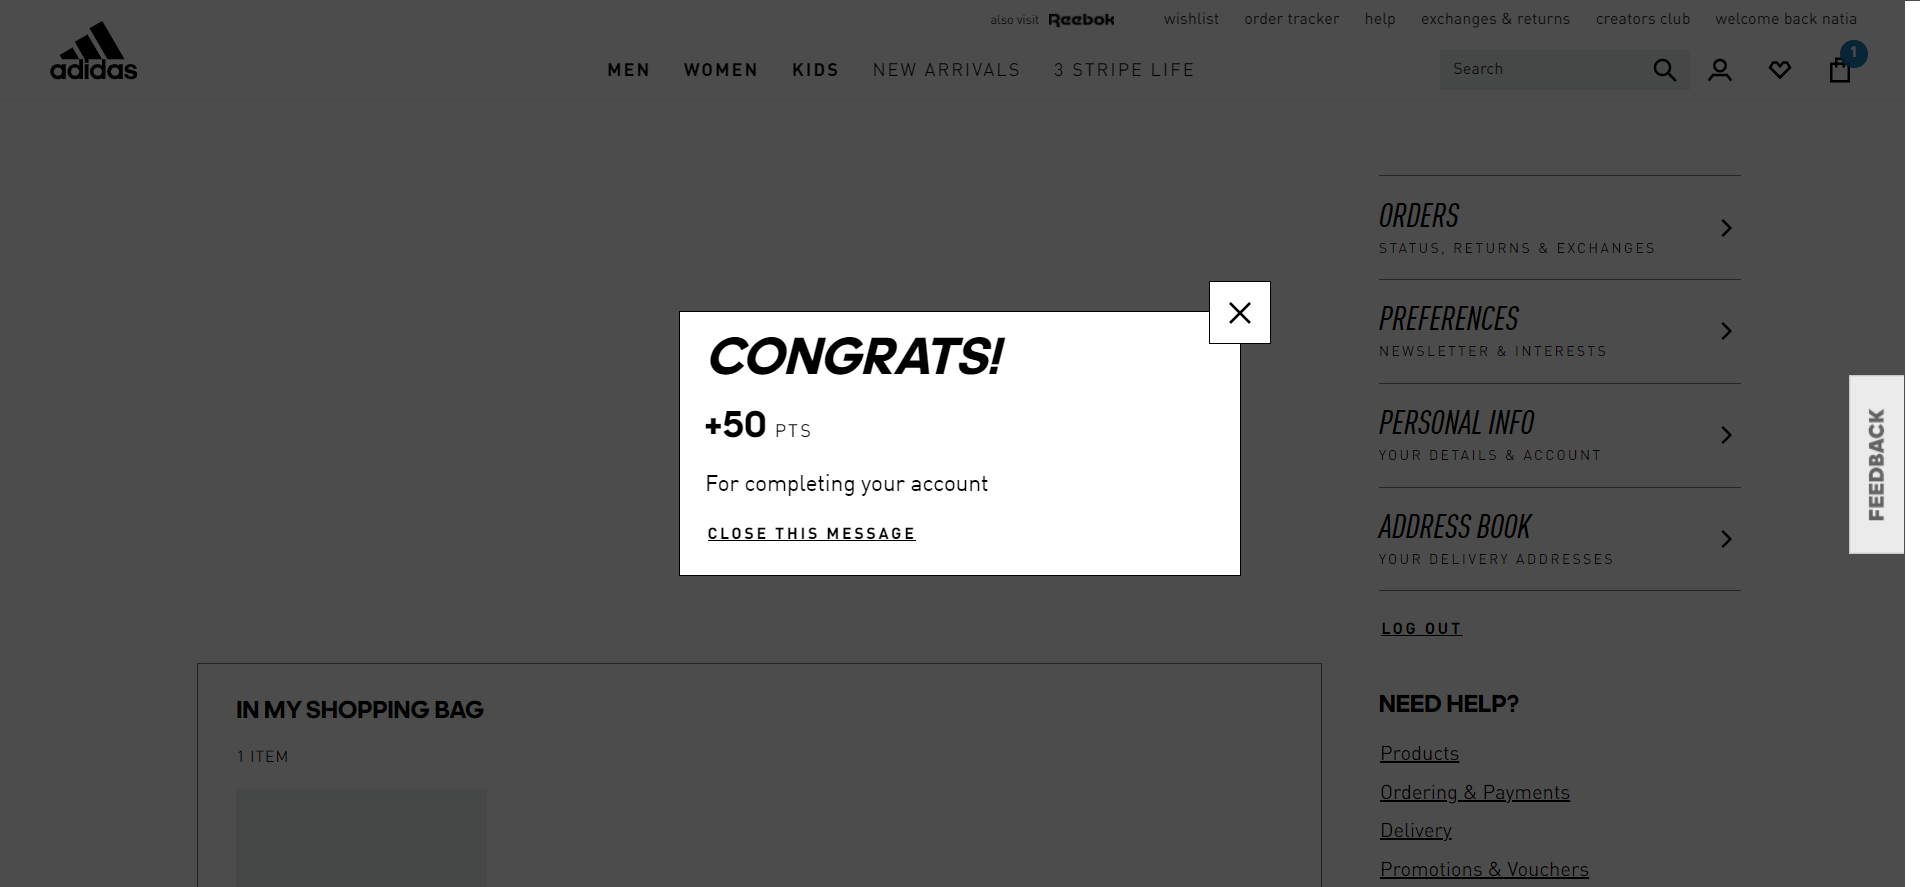 also visit Reebok wishlist order tracker help exchanges & returns creators club welcome back natia
adidas
MEN WOMEN KIDS NEW ARRIVALS 3 STRIPE LIFE
Search
1
ORDERS
STATUS, RETURNS & EXCHANGES
PREFERENCES
NEWSLETTER & INTERESTS
PERSONAL INFO
YOUR DETAILS & ACCOUNT
ADDRESS BOOK
YOUR DELIVERY ADDRESSES
LOG OUT
CONGRATS!
+50 PTS
For completing your account
CLOSE THIS MESSAGE
FEEDBACK
IN MY SHOPPING BAG
1 ITEM
NEED HELP?
Products
Ordering & Payments
Delivery
Promotions & Vouchers